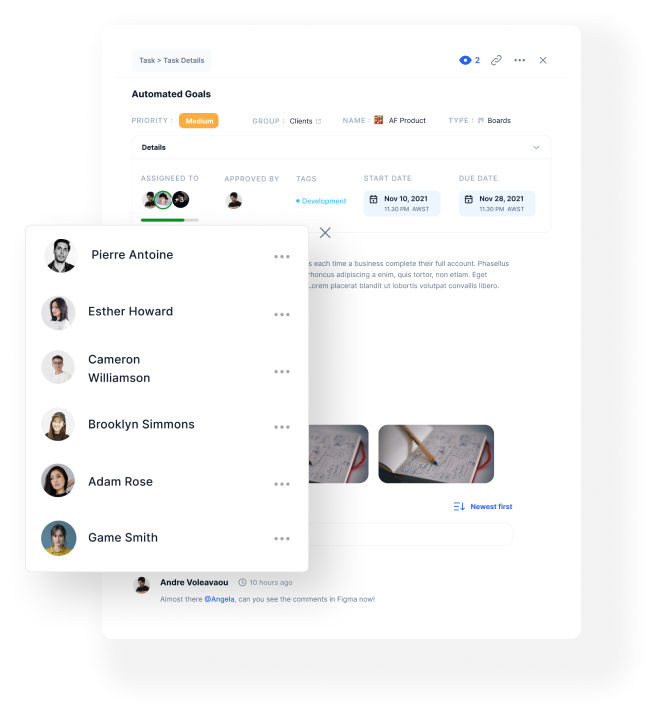 Task > Task Details
2
Automated Goals
PRIORITY :
Medium
GROUP :
Clients
NAME :
AF Product
TYPE :
Boards
Details
ASSIGNEED TO
APPROVED BY
TAGS
START DATE
DUE DATE
+3
Development
Nov 10, 2021
11.30 PM AWST
Nov 28, 2021
11.30 PM AWST
Pierre Antoine
Esther Howard
Cameron
Williamson
Brooklyn Simmons
Adam Rose
Game Smith
each time a business complete their full account. Phasellus
rhoncus adipiscing a enim, quis tortor, non etiam. Eget
Lorem placerat blandit ut lobortis volutpat convallis libero.
Newest first
Andre Voleavaou
10 hours ago
Almost there @Angela, can you see the comments in Figma now!